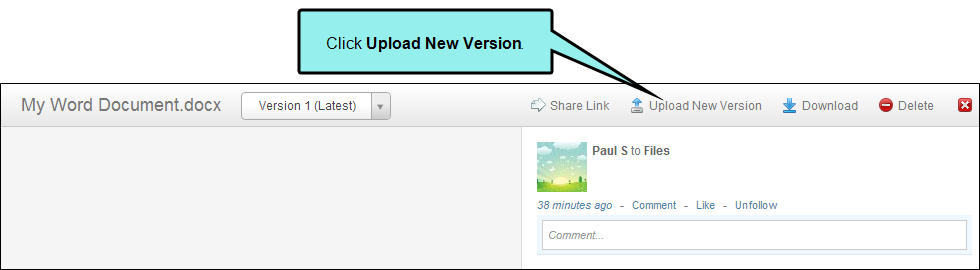 Click Upload New Version.
My Word Document.docx Version 1 (Latest) Share Link Upload New Version Download Delete
Paul S to Files
38 minutes ago - Comment - Like - Unfollow
Comment...